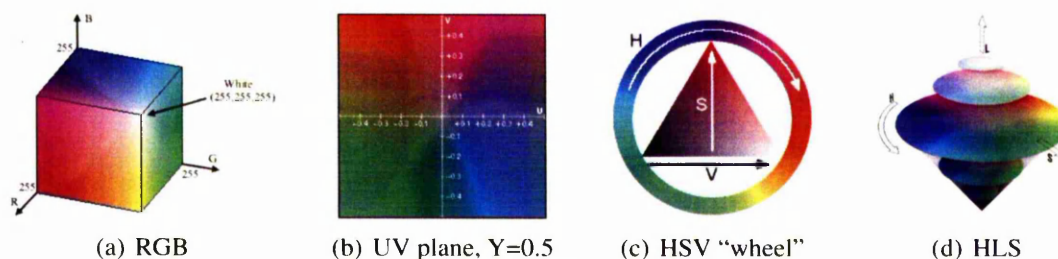 B
255
White
(255,255,255)
G
255
255
R
(a) RGB
V
+0.4
+0.3
+0.2
+0.1
U
-0.4 -0.3 -0.2 -0.1 +0.1 +0.2 +0.3 +0.4
-0.1
-0.2
-0.3
-0.4
(b) UV plane, Y=0.5
H
S
V
(c) HSV “wheel”
L
(d) HLS